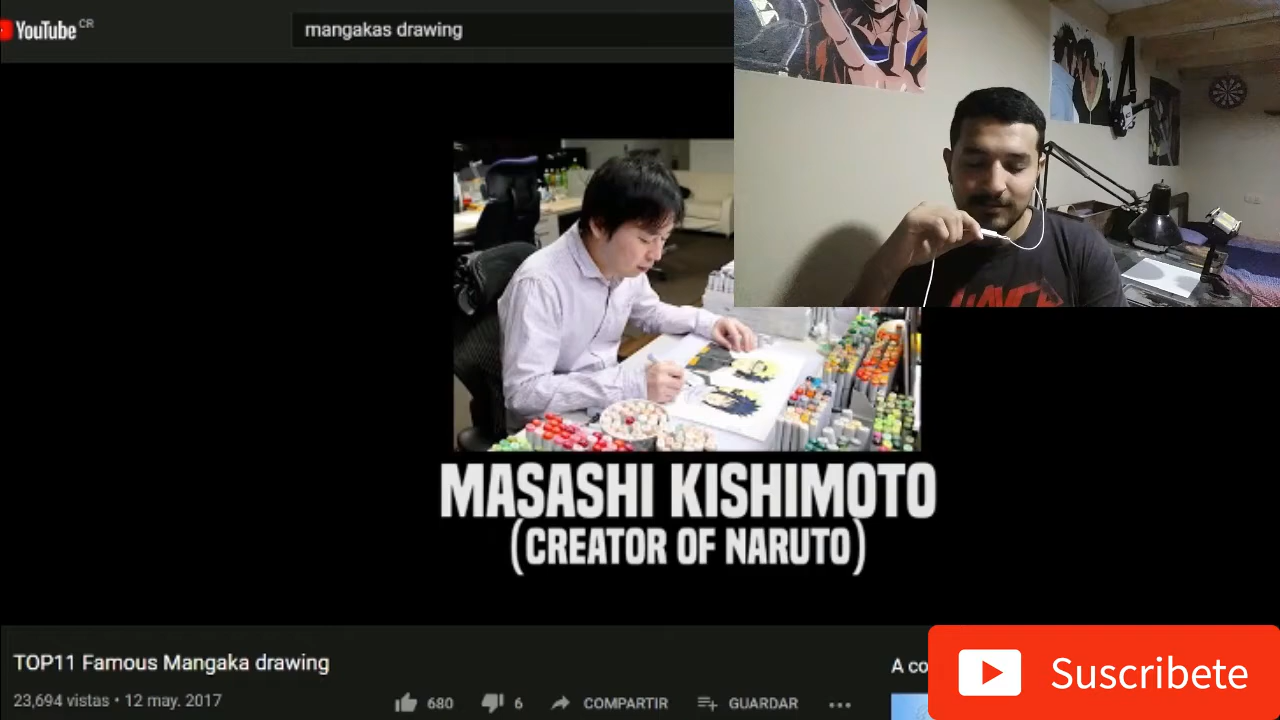 YouTube CR
mangakas drawing
MASASHI KISHIMOTO
(CREATOR OF NARUTO)
TOP11 Famous Mangaka drawing
23,694 vistas • 12 may. 2017
680
6
COMPARTIR
GUARDAR
A co
Suscribete